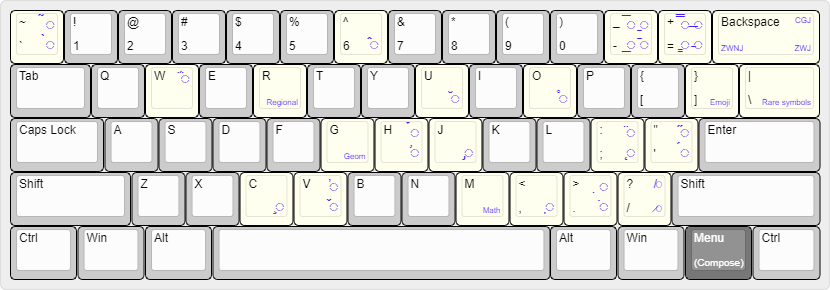 ~ ! @ # $ % ^ & * ( ) _ + Backspace CGJ
` 1 2 3 4 5 6 7 8 9 0 - = ZWNJ ZWJ
Tab Q W E R T Y U I O P { } |
Regional [ ] Emoji \ Rare symbols
Caps Lock A S D F G H J K L : " Enter
Geom ; '
Shift Z X C V B N M < > ? Shift
Math , . /
Ctrl Win Alt Alt Win Menu Ctrl
(Compose)